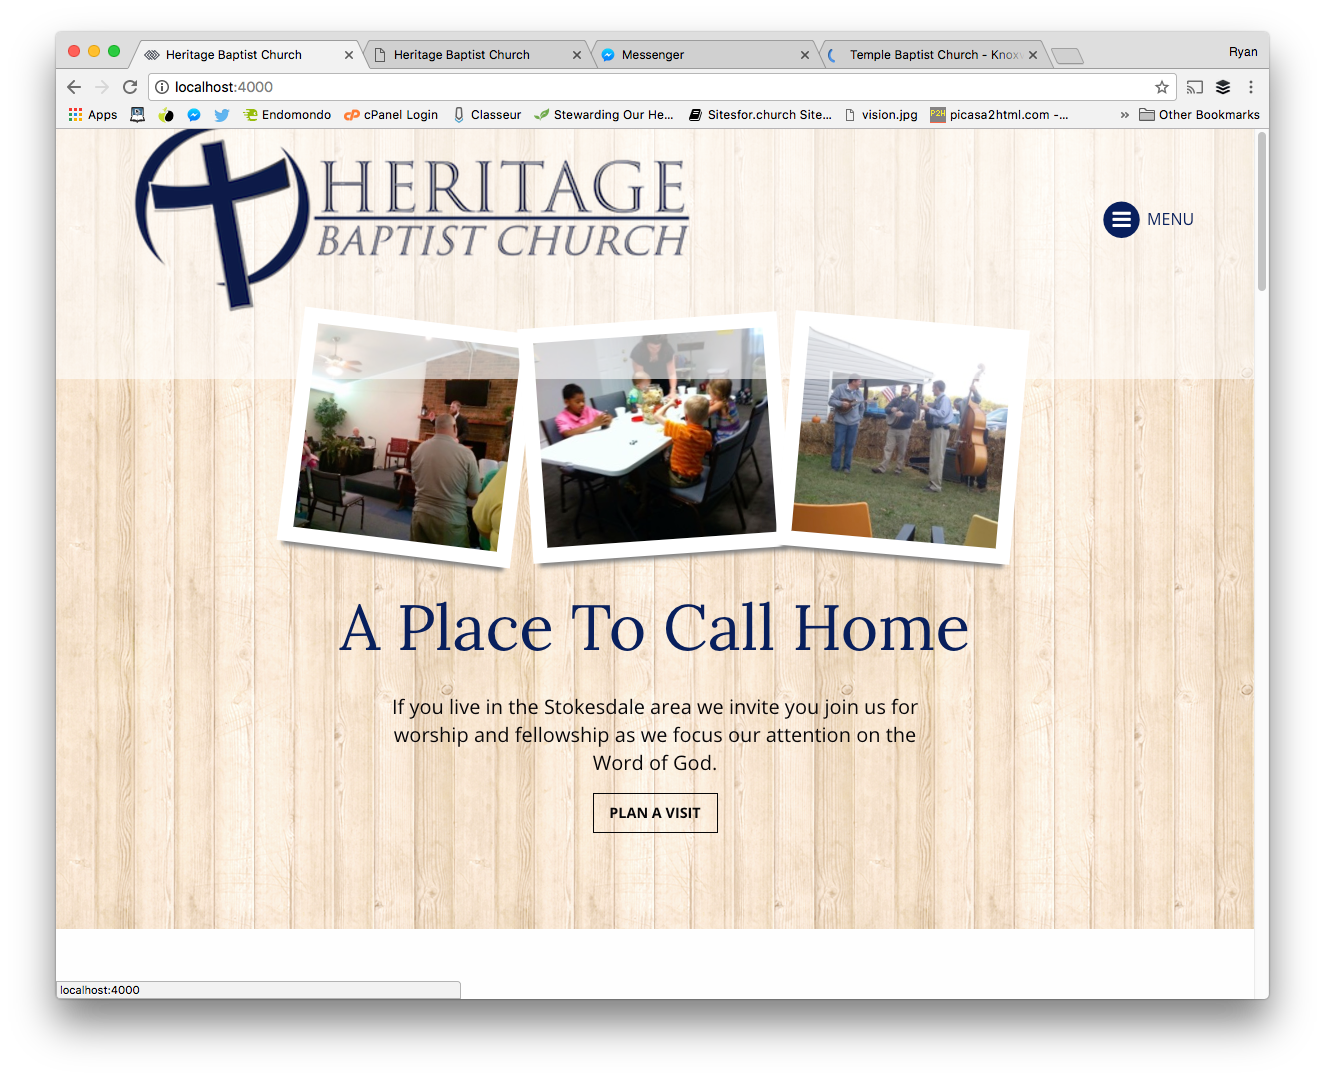 Heritage Baptist Church
Heritage Baptist Church
Messenger
Temple Baptist Church - Knoxv
Ryan
localhost:4000
Apps
Endomondo
cPanel Login
Classeur
Stewarding Our He...
Sitesfor.church Site...
vision.jpg
picasa2html.com -...
»
Other Bookmarks
HERITAGE
BAPTIST CHURCH
MENU
A Place To Call Home
If you live in the Stokesdale area we invite you join us for
worship and fellowship as we focus our attention on the
Word of God.
PLAN A VISIT
localhost:4000